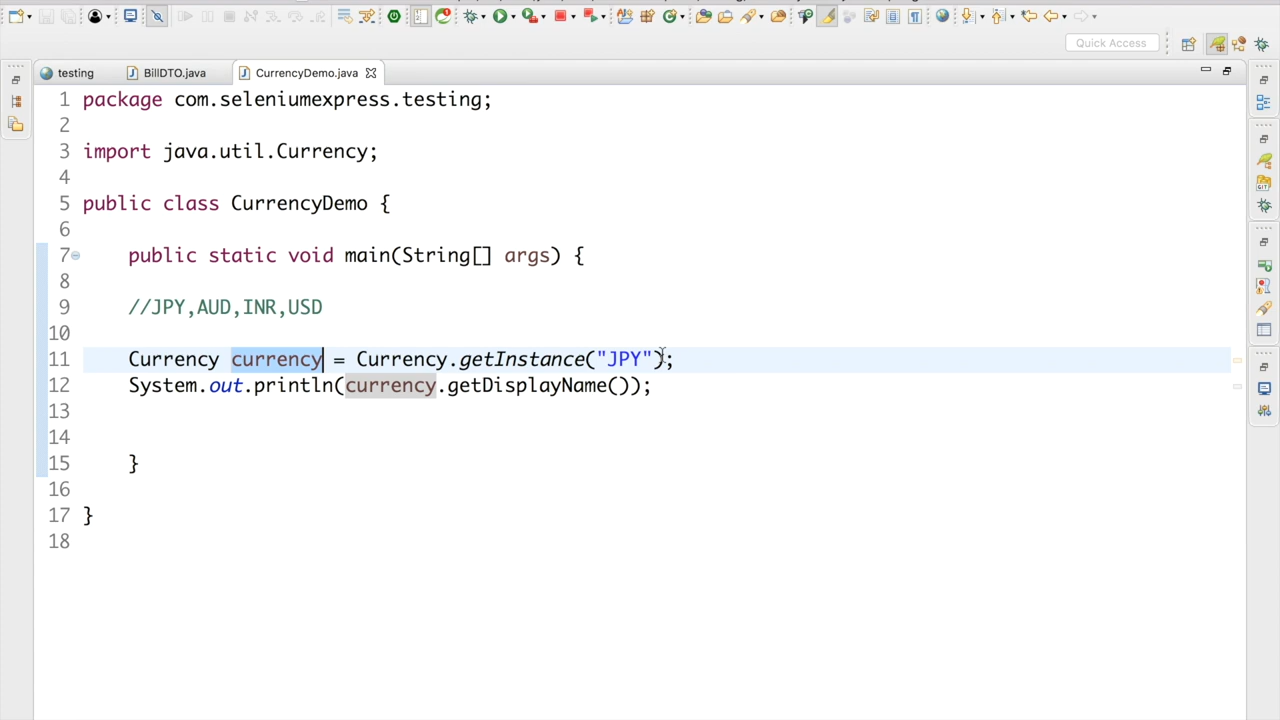 Quick Access
testing
BillDTO.java
CurrencyDemo.java
1 package com.seleniumexpress.testing;
2
3 import java.util.Currency;
4
5 public class CurrencyDemo {
6
7 public static void main(String[] args) {
8
9 //JPY,AUD,INR,USD
10
11 Currency currency = Currency.getInstance("JPY");
12 System.out.println(currency.getDisplayName());
13
14
15 }
16
17 }
18